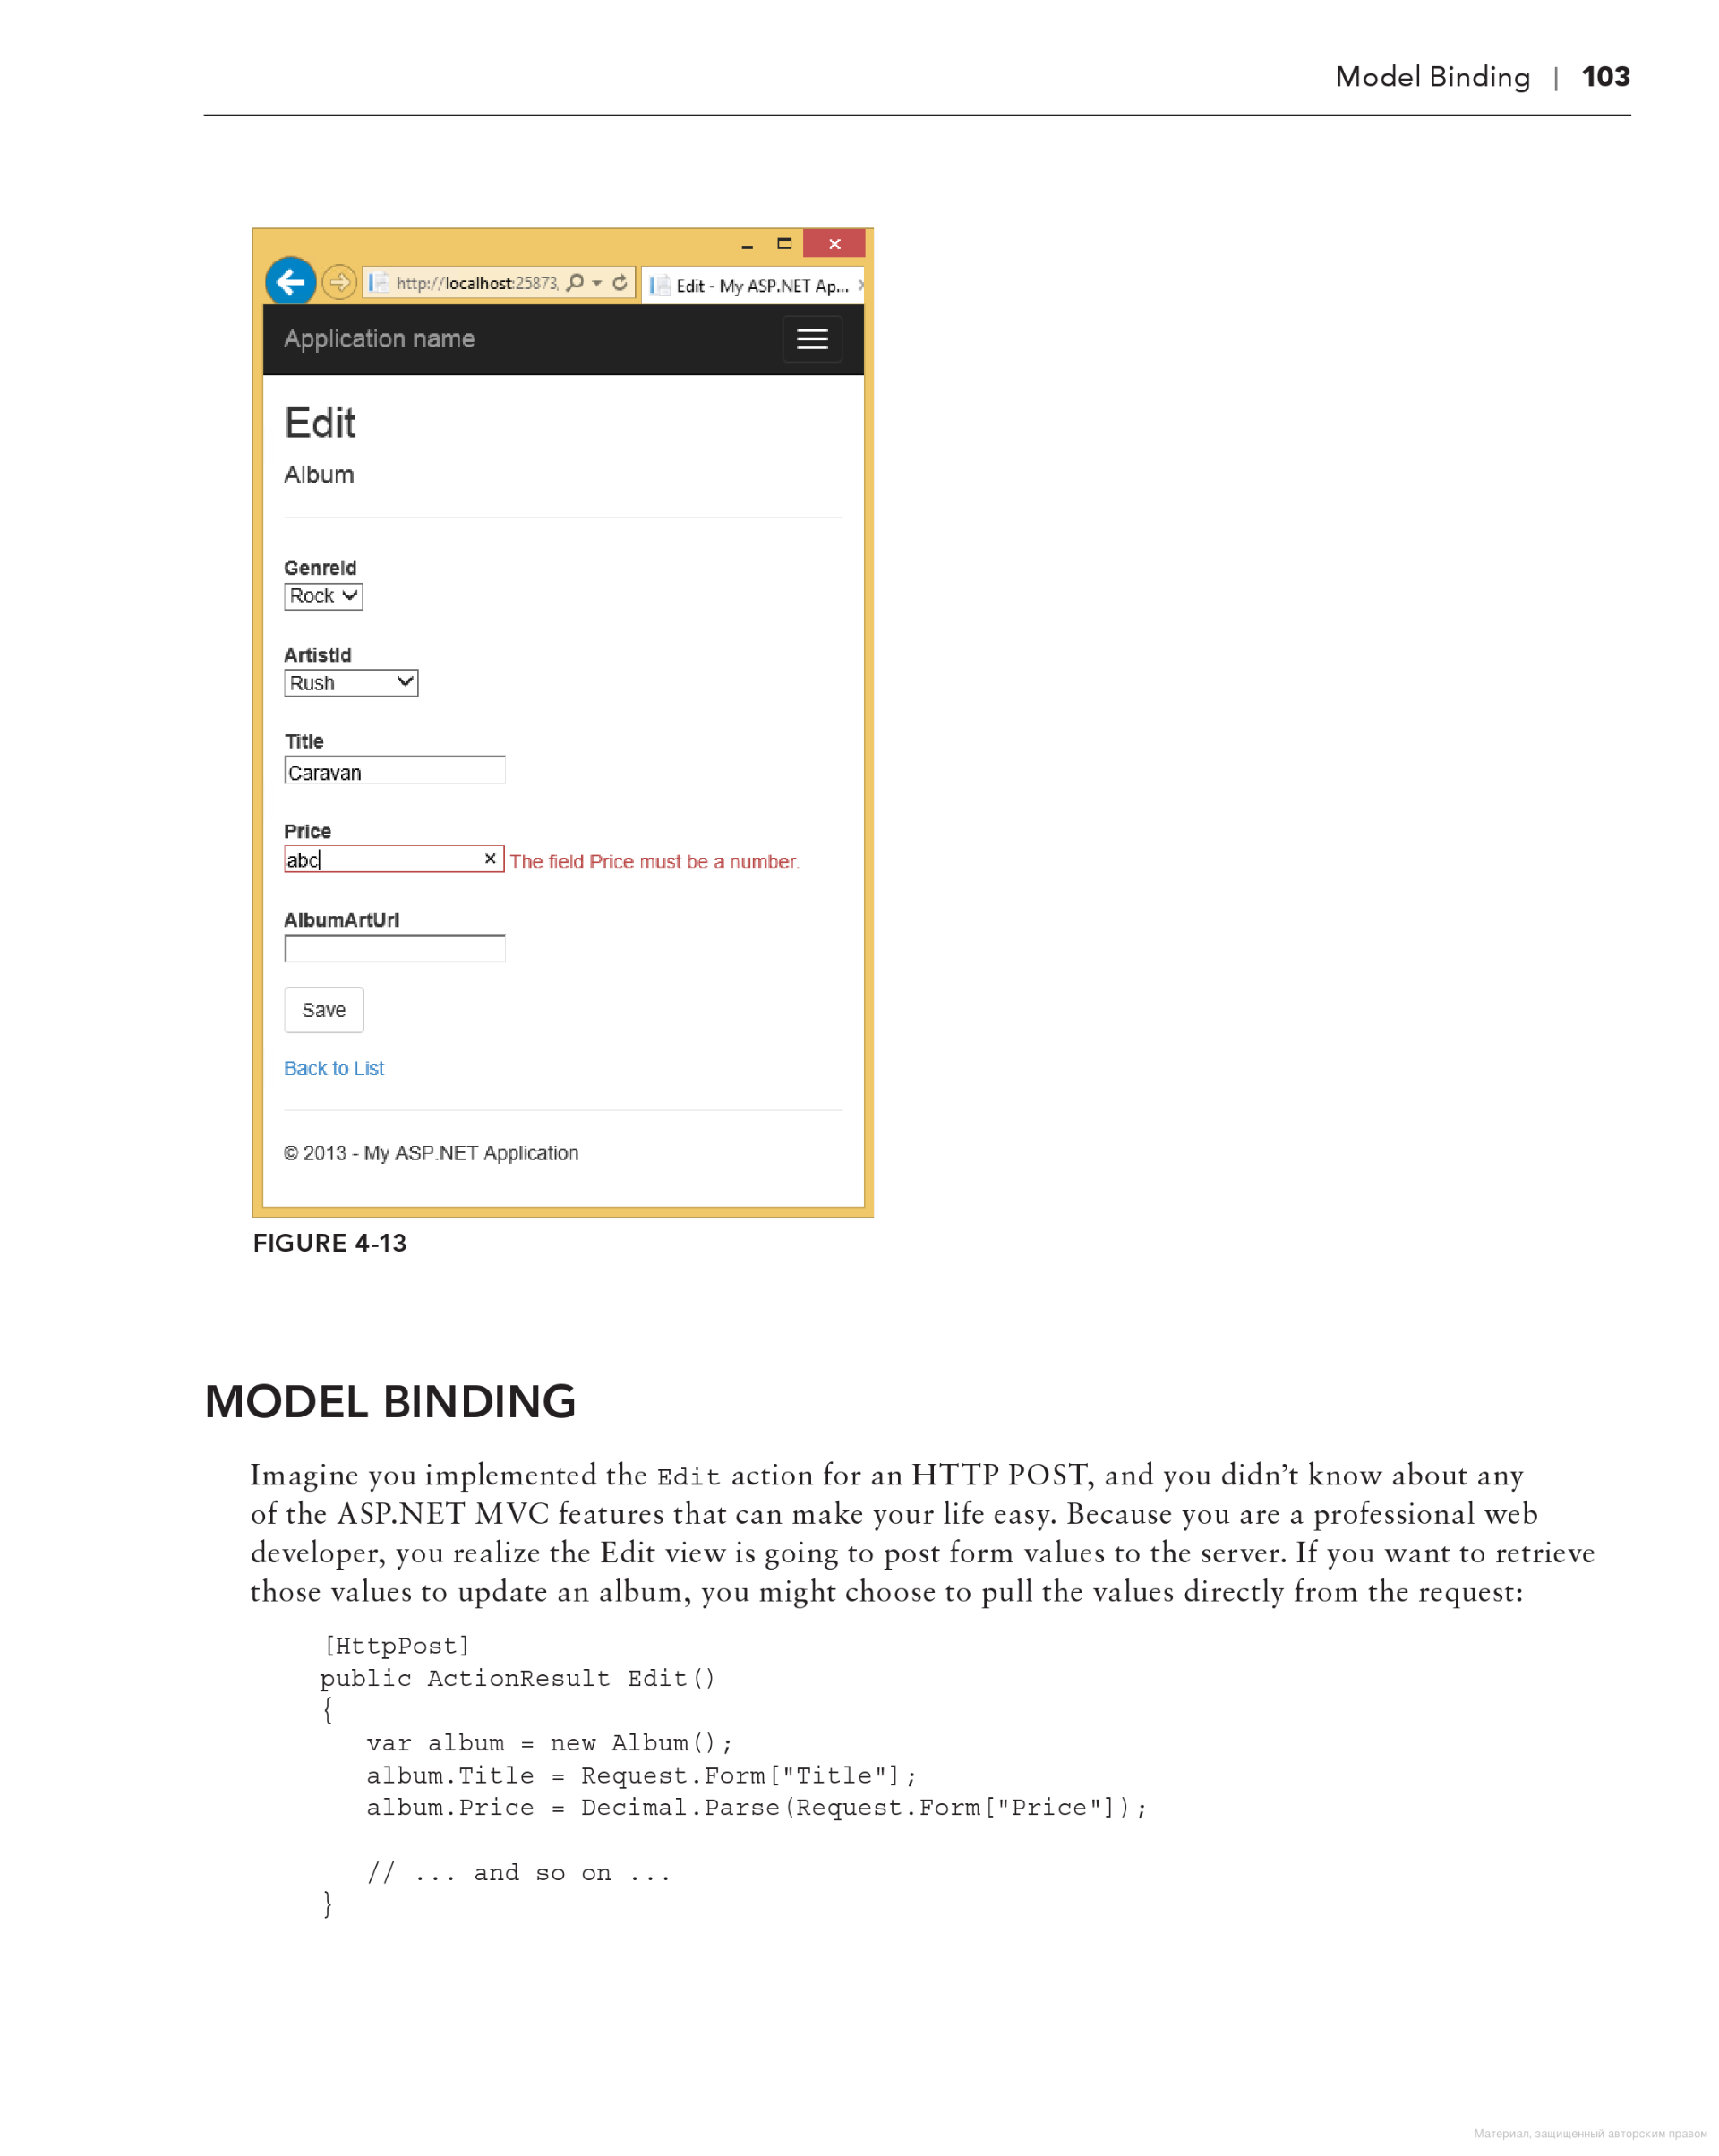 Model Binding | 103
http://localhost:25873,
Edit - My ASP.NET Ap...
Application name
Edit
Album
GenreId
Rock
ArtistId
Rush
Title
Caravan
Price
abc
The field Price must be a number.
AlbumArtUrl
Save
Back to List
© 2013 - My ASP.NET Application
FIGURE 4-13
MODEL BINDING
Imagine you implemented the Edit action for an HTTP POST, and you didn’t know about any
of the ASP.NET MVC features that can make your life easy. Because you are a professional web
developer, you realize the Edit view is going to post form values to the server. If you want to retrieve
those values to update an album, you might choose to pull the values directly from the request:
[HttpPost]
public ActionResult Edit()
{
var album = new Album();
album.Title = Request.Form["Title"];
album.Price = Decimal.Parse(Request.Form["Price"]);
// ... and so on ...
}
Материал, защищенный авторским правом